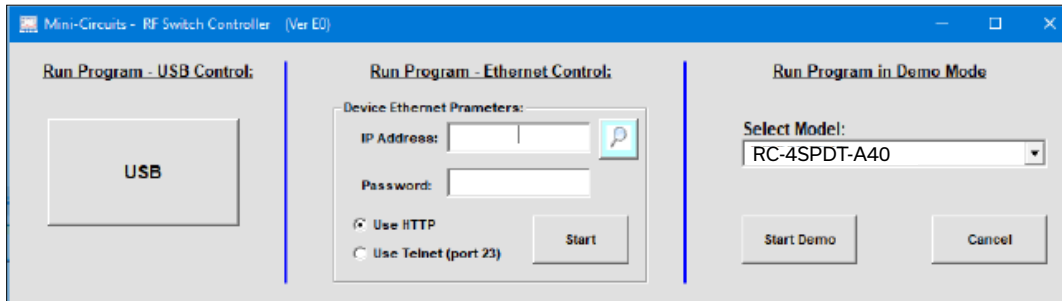 Mini-Circuits - RF Switch Controller (Ver E0)
Run Program - USB Control:
USB
Run Program - Ethernet Control:
Device Ethernet Prameters:
IP Address:
Password:
Use HTTP
Use Telnet (port 23)
Start
Run Program in Demo Mode
Select Model:
RC-4SPDT-A40
Start Demo
Cancel